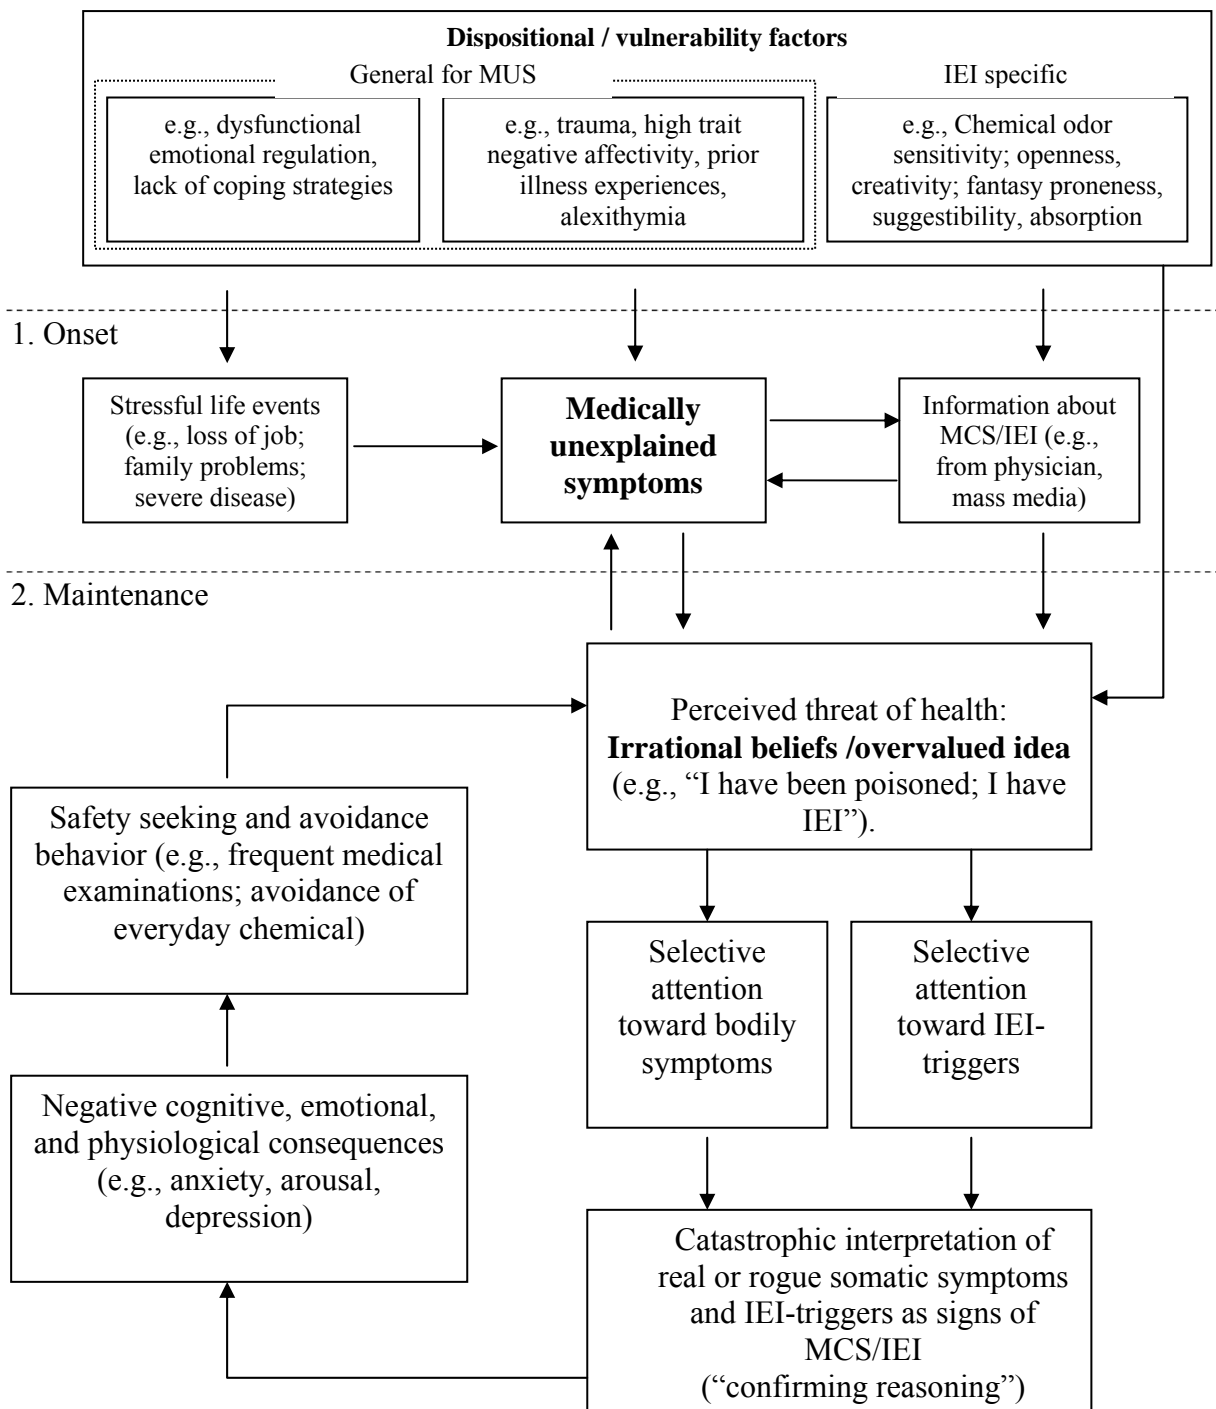 Dispositional / vulnerability factors
General for MUS
IEI specific
e.g., dysfunctional
emotional regulation,
lack of coping strategies
e.g., trauma, high trait
negative affectivity, prior
illness experiences,
alexithymia
e.g., Chemical odor
sensitivity; openness,
creativity; fantasy proneness,
suggestibility, absorption
1. Onset
Stressful life events
(e.g., loss of job;
family problems;
severe disease)
Medically
unexplained
symptoms
Information about
MCS/IEI (e.g.,
from physician,
mass media)
2. Maintenance
Perceived threat of health:
Irrational beliefs /overvalued idea
(e.g., “I have been poisoned; I have
IEI”).
Safety seeking and avoidance
behavior (e.g., frequent medical
examinations; avoidance of
everyday chemical)
Selective
attention
toward bodily
symptoms
Selective
attention
toward IEI-
triggers
Negative cognitive, emotional,
and physiological consequences
(e.g., anxiety, arousal,
depression)
Catastrophic interpretation of
real or rogue somatic symptoms
and IEI-triggers as signs of
MCS/IEI
(“confirming reasoning”)